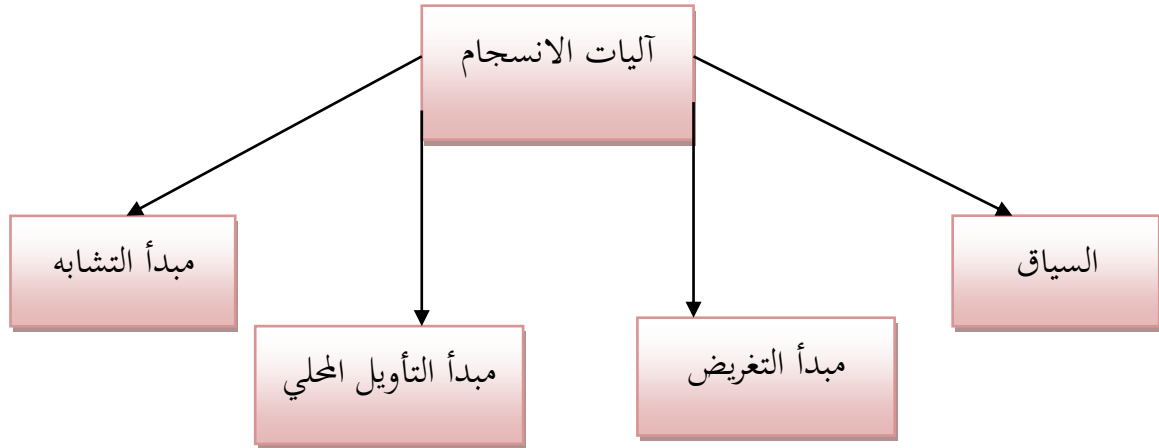 آليات الانسجام
السياق
مبدأ التغريض
مبدأ التأويل المحلي
مبدأ التشابه